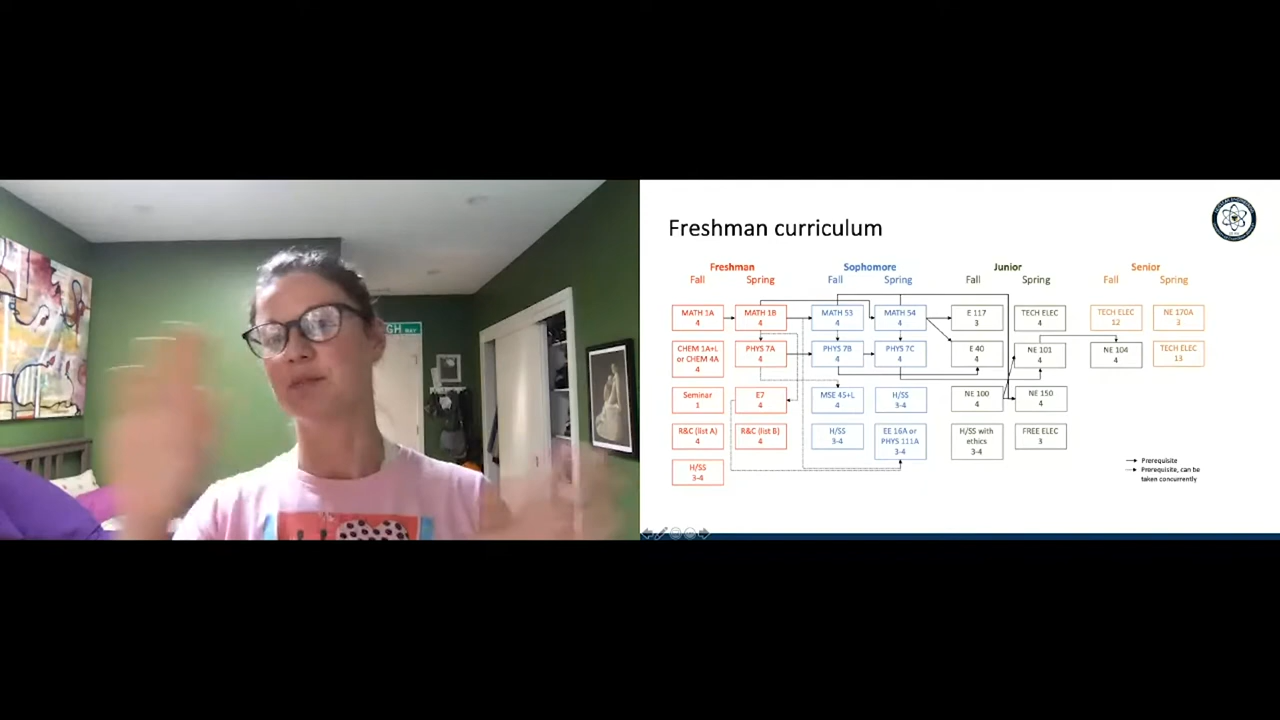 GH WAY
Freshman curriculum
Freshman
Sophomore
Junior
Senior
Fall
Spring
Fall
Spring
Fall
Spring
Fall
Spring
MATH 1A
4
MATH 1B
4
MATH 53
4
MATH 54
4
E 117
3
TECH ELEC
4
TECH ELEC
12
NE 170A
3
CHEM 1A+L
or CHEM 4A
4
PHYS 7A
4
PHYS 7B
4
PHYS 7C
4
E 40
4
NE 101
4
NE 104
4
TECH ELEC
13
Seminar
1
E7
4
MSE 45+L
4
H/SS
3-4
NE 100
4
NE 150
4
R&C (list A)
4
R&C (list B)
4
H/SS
3-4
EE 16A or
PHYS 111A
3-4
H/SS with
ethics
3-4
FREE ELEC
3
H/SS
3-4
Prerequisite
Prerequisite, can be
taken concurrently